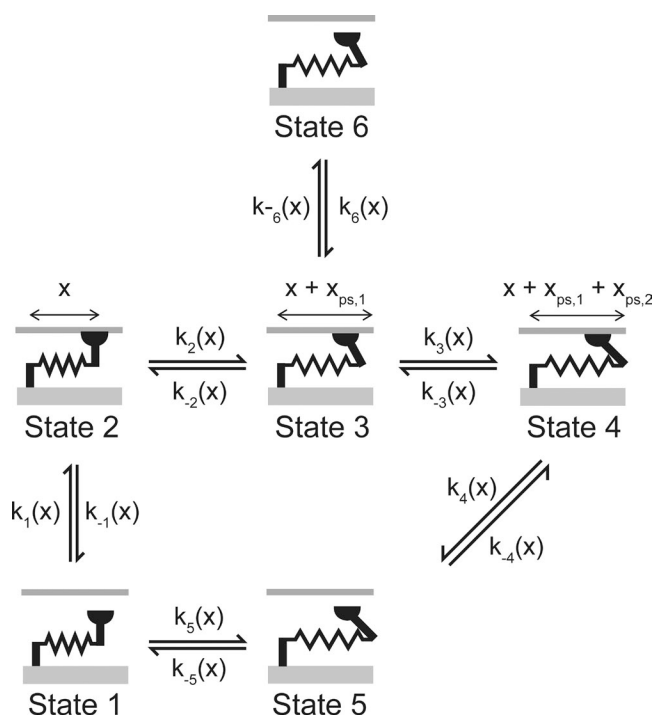 State 6
k-₆(x) k₆(x)
x x + xₚₛ,₁ x + xₚₛ,₁ + xₚₛ,₂
k₂(x) k₃(x)
k₋₂(x) k₋₃(x)
State 2 State 3 State 4
k₁(x) k₋₁(x) k₄(x)
k₋₄(x)
k₅(x)
k₋₅(x)
State 1 State 5